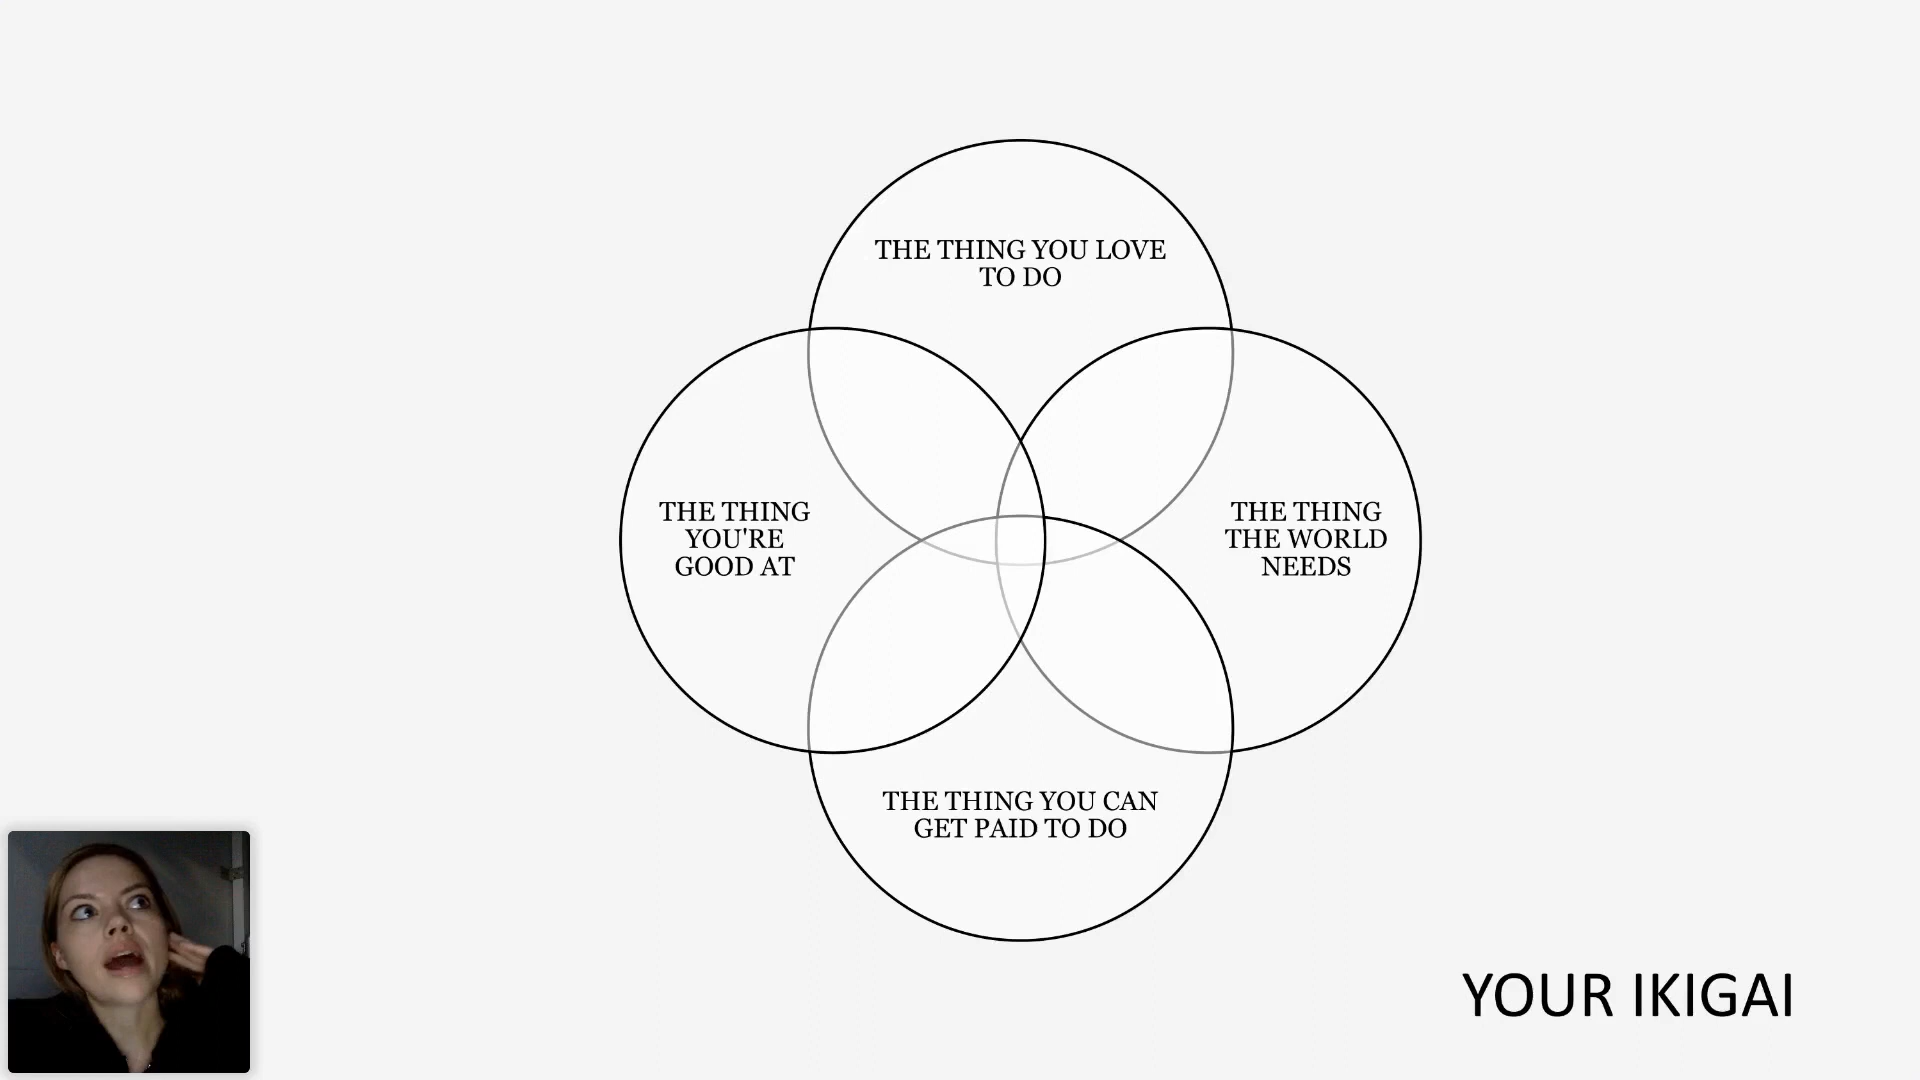 THE THING YOU LOVE
TO DO
THE THING
YOU'RE
GOOD AT
THE THING
THE WORLD
NEEDS
THE THING YOU CAN
GET PAID TO DO
YOUR IKIGAI